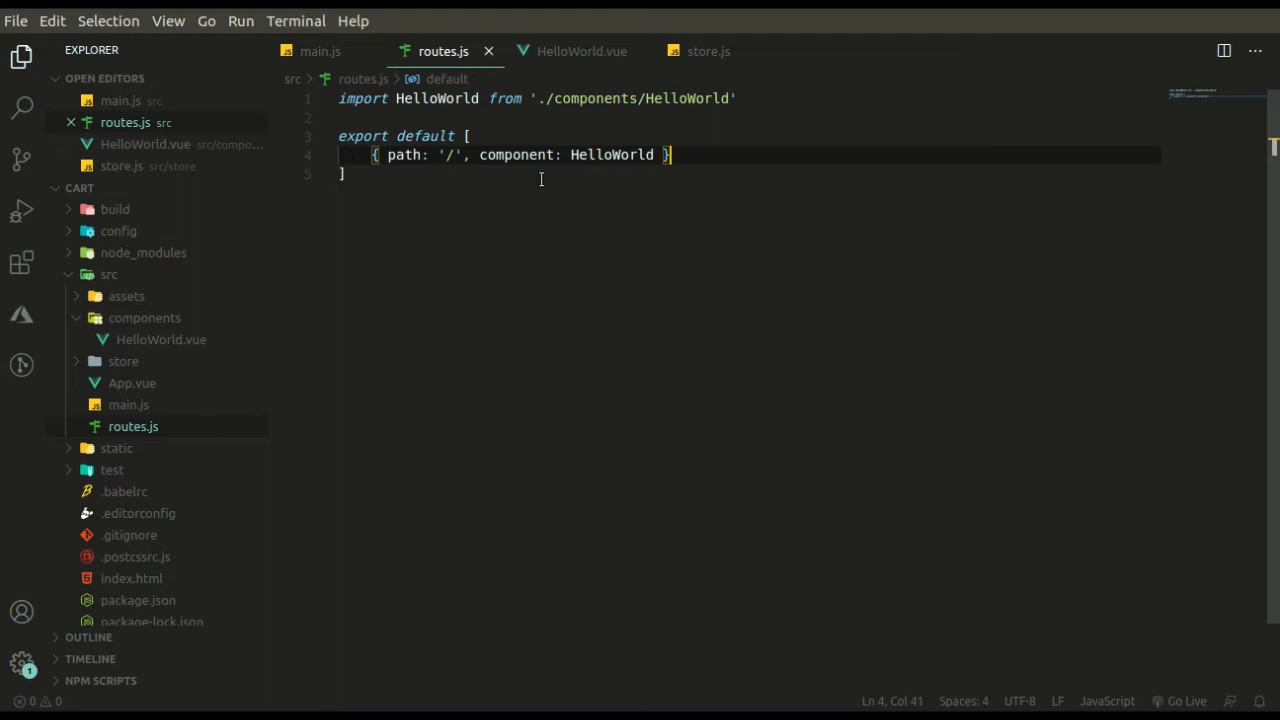 File Edit Selection View Go Run Terminal Help
EXPLORER
OPEN EDITORS
main.js src
routes.js src
HelloWorld.vue src/compo...
store.js src/store
CART
build
config
node_modules
src
assets
components
HelloWorld.vue
store
App.vue
main.js
routes.js
static
test
.babelrc
.editorconfig
.gitignore
.postcssrc.js
index.html
package.json
package-lock.json
OUTLINE
TIMELINE
NPM SCRIPTS
main.js routes.js HelloWorld.vue store.js
src > routes.js > default
1 import HelloWorld from './components/HelloWorld'
2
3 export default [
4 { path: '/', component: HelloWorld }
5 ]
1
0 0 Ln 4, Col 41 Spaces: 4 UTF-8 LF JavaScript Go Live